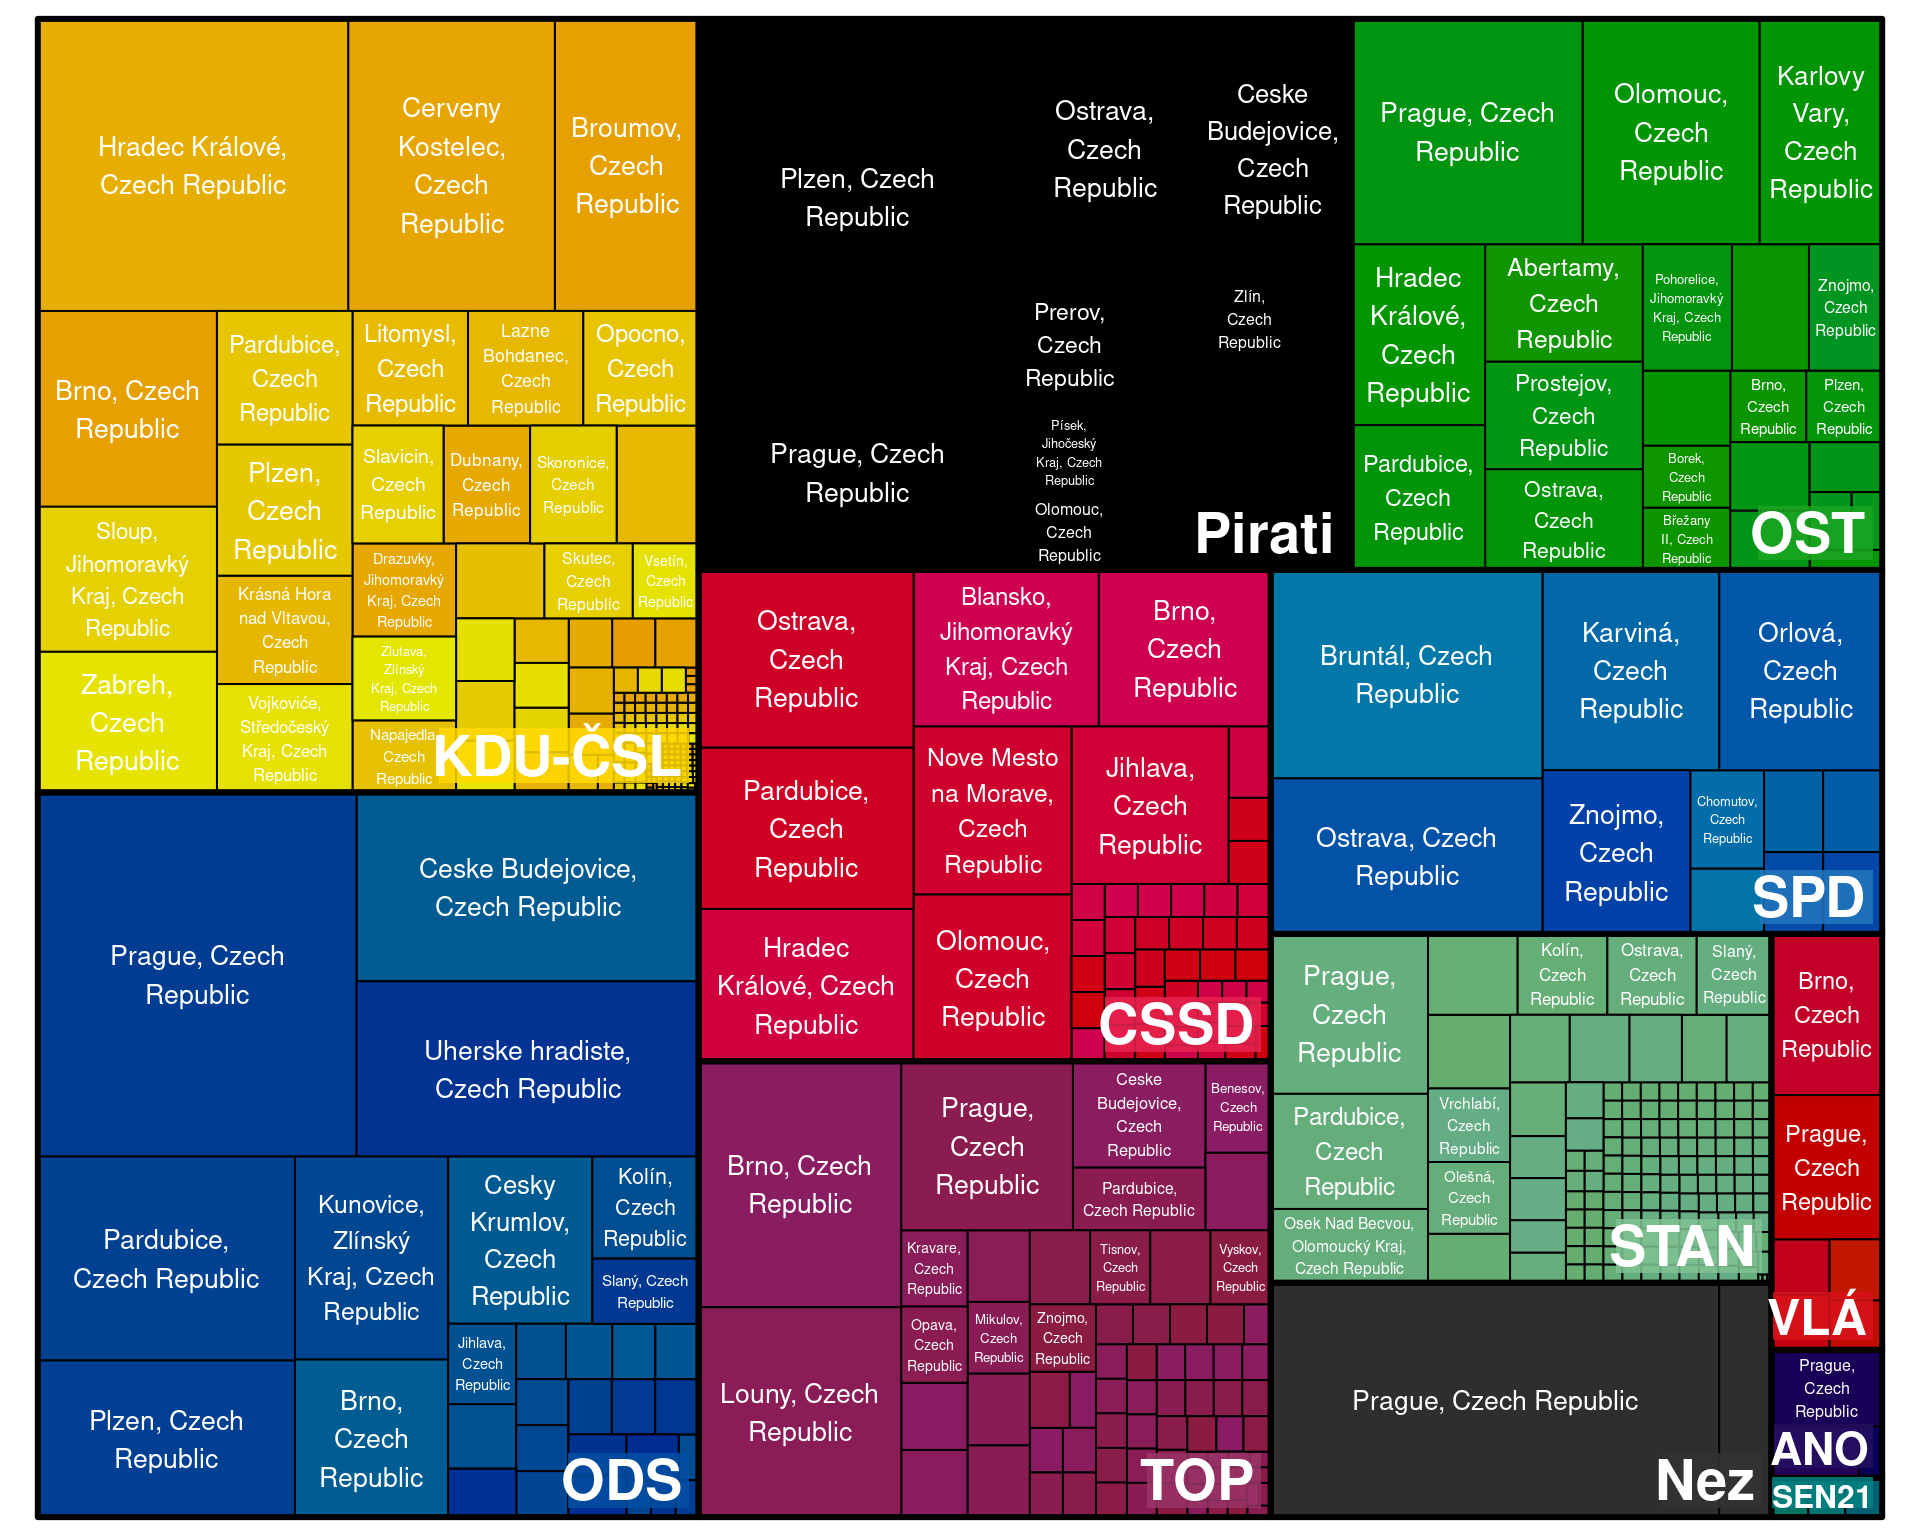 Hradec Králové,
Czech Republic
Cerveny
Kostelec,
Czech
Republic
Broumov,
Czech
Republic
Brno, Czech
Republic
Pardubice,
Czech
Republic
Litomysl,
Czech
Republic
Lazne
Bohdanec,
Czech
Republic
Opocno,
Czech
Republic
Plzen,
Czech
Republic
Slavicin,
Czech
Republic
Dubnany,
Czech
Republic
Skoronice,
Czech
Republic
Sloup,
Jihomoravký
Kraj, Czech
Republic
Krásná Hora
nad Vltavou,
Czech
Republic
Drazuvky,
Jihomoravký
Kraj, Czech
Republic
Skutec,
Czech
Republic
Vsetín,
Czech
Republic
Zabreh,
Czech
Republic
Vojkoviće,
Středočeský
Kraj, Czech
Republic
Zlutava,
Zlínský
Kraj, Czech
Republic
Napajedla,
Czech
Republic
KDU-ČSL
Plzen, Czech
Republic
Ostrava,
Czech
Republic
Ceske
Budejovice,
Czech
Republic
Prague, Czech
Republic
Prerov,
Czech
Republic
Zlín,
Czech
Republic
Písek,
Jihočeský
Kraj, Czech
Republic
Olomouc,
Czech
Republic
Pirati
Prague, Czech
Republic
Olomouc,
Czech
Republic
Karlovy
Vary,
Czech
Republic
Hradec
Králové,
Czech
Republic
Abertamy,
Czech
Republic
Pohorelice,
Jihomoravký
Kraj, Czech
Republic
Znojmo,
Czech
Republic
Prostejov,
Czech
Republic
Brno,
Czech
Republic
Plzen,
Czech
Republic
Pardubice,
Czech
Republic
Ostrava,
Czech
Republic
Borek,
Czech
Republic
Břežany
II, Czech
Republic
OST
Ostrava,
Czech
Republic
Blansko,
Jihomoravký
Kraj, Czech
Republic
Brno,
Czech
Republic
Pardubice,
Czech
Republic
Nove Mesto
na Morave,
Czech
Republic
Jihlava,
Czech
Republic
Hradec
Králové, Czech
Republic
Olomouc,
Czech
Republic
CSSD
Bruntál, Czech
Republic
Karviná,
Czech
Republic
Orlová,
Czech
Republic
Ostrava, Czech
Republic
Znojmo,
Czech
Republic
Chomutov,
Czech
Republic
SPD
Prague, Czech
Republic
Ceske Budejovice,
Czech Republic
Uherske hradiste,
Czech Republic
Pardubice,
Czech Republic
Kunovice,
Zlínský
Kraj, Czech
Republic
Cesky
Krumlov,
Czech
Republic
Kolín,
Czech
Republic
Slaný, Czech
Republic
Plzen, Czech
Republic
Brno,
Czech
Republic
Jihlava,
Czech
Republic
ODS
Brno, Czech
Republic
Prague,
Czech
Republic
Ceske
Budejovice,
Czech
Republic
Benesov,
Czech
Republic
Pardubice,
Czech Republic
Louny, Czech
Republic
Kravare,
Czech
Republic
Tisnov,
Czech
Republic
Vyskov,
Czech
Republic
Opava,
Czech
Republic
Mikulov,
Czech
Republic
Znojmo,
Czech
Republic
TOP
Prague,
Czech
Republic
Kolín,
Czech
Republic
Ostrava,
Czech
Republic
Slaný,
Czech
Republic
Pardubice,
Czech
Republic
Vrchlabí,
Czech
Republic
Osek Nad Becvou,
Olomoucký Kraj,
Czech Republic
Olešná,
Czech
Republic
STAN
Brno,
Czech
Republic
Prague,
Czech
Republic
VLÁ
Prague, Czech Republic
Nez
Prague,
Czech
Republic
ANO
SEN21